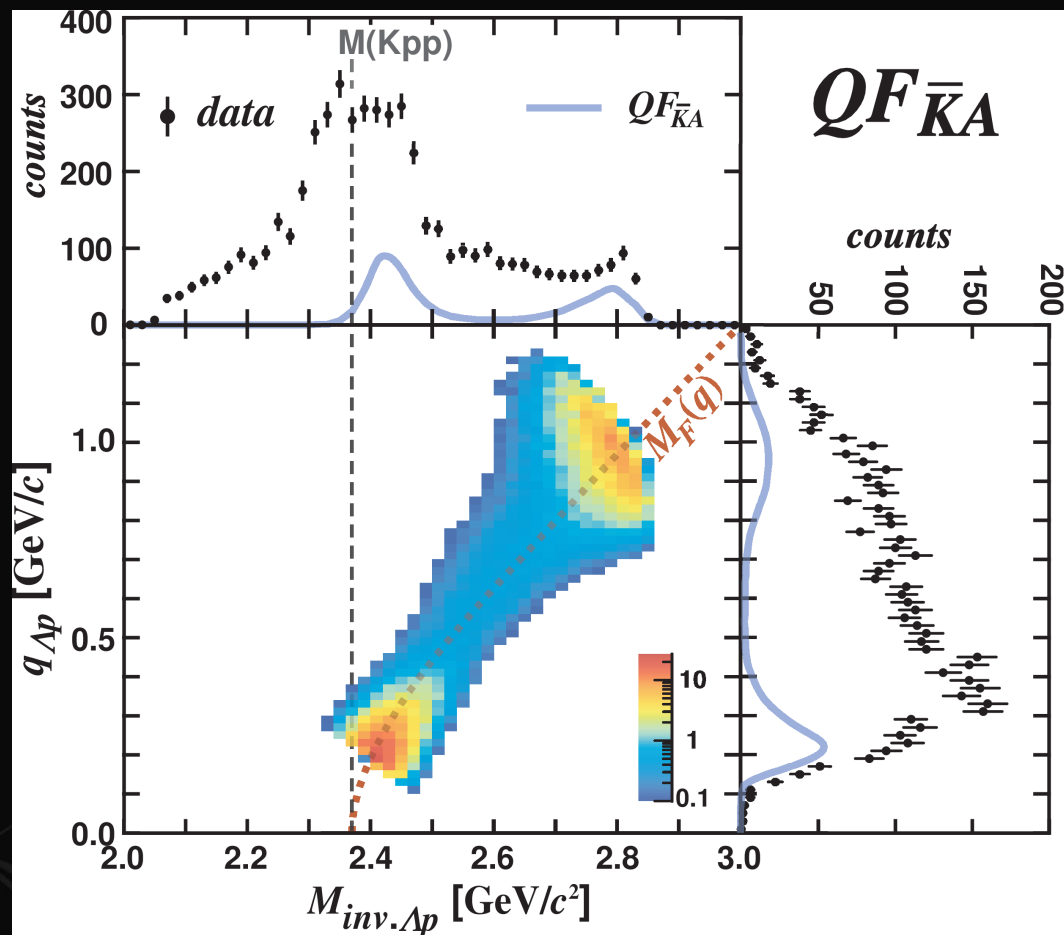 400
M(Kpp)
300
data
QF_K̄A
QF_K̄A
counts
200
100
0
counts
50
100
150
200
M_F(q)
1.0
0.5
0.0
q_Λp [GeV/c]
10
1
0.1
2.0
2.2
2.4
2.6
2.8
3.0
M_inv.Λp [GeV/c²]